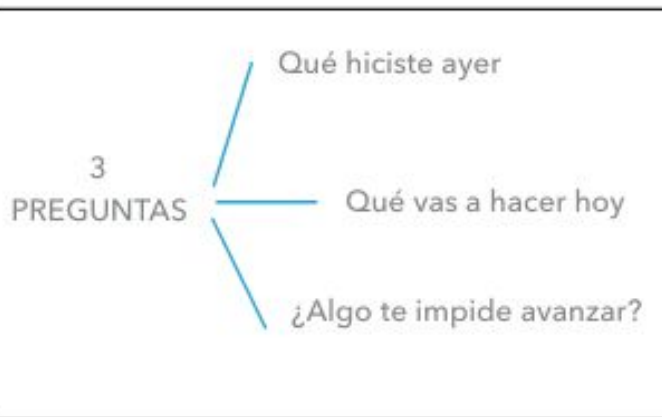 3
PREGUNTAS
Qué hiciste ayer
Qué vas a hacer hoy
¿Algo te impide avanzar?